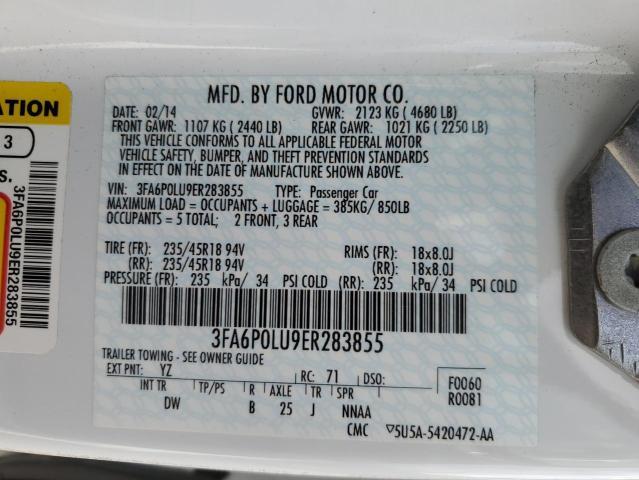 MFD. BY FORD MOTOR CO.
DATE: 02/14 GVWR: 2123 KG ( 4680 LB)
FRONT GAWR: 1107 KG ( 2440 LB) REAR GAWR: 1021 KG ( 2250 LB)
THIS VEHICLE CONFORMS TO ALL APPLICABLE FEDERAL MOTOR
VEHICLE SAFETY, BUMPER, AND THEFT PREVENTION STANDARDS
IN EFFECT ON THE DATE OF MANUFACTURE SHOWN ABOVE.
VIN: 3FA6P0LU9ER283855 TYPE: Passenger Car
MAXIMUM LOAD = OCCUPANTS + LUGGAGE = 385KG/ 850LB
OCCUPANTS = 5 TOTAL; 2 FRONT, 3 REAR
TIRE (FR): 235/45R18 94V RIMS (FR): 18x8.0J
(RR): 235/45R18 94V (RR): 18x8.0J
PRESSURE (FR): 235 kPa/ 34 PSI COLD (RR): 235 kPa/ 34 PSI COLD
3FA6P0LU9ER283855
TRAILER TOWING - SEE OWNER GUIDE
EXT PNT: YZ RC: 71 DSO: F0060
R0081
INT TR TP/PS R AXLE TR SPR
DW B 25 J NNAA
CMC ▽5U5A-5420472-AA
ATION
3
S.
3FA6P0LU9ER283855